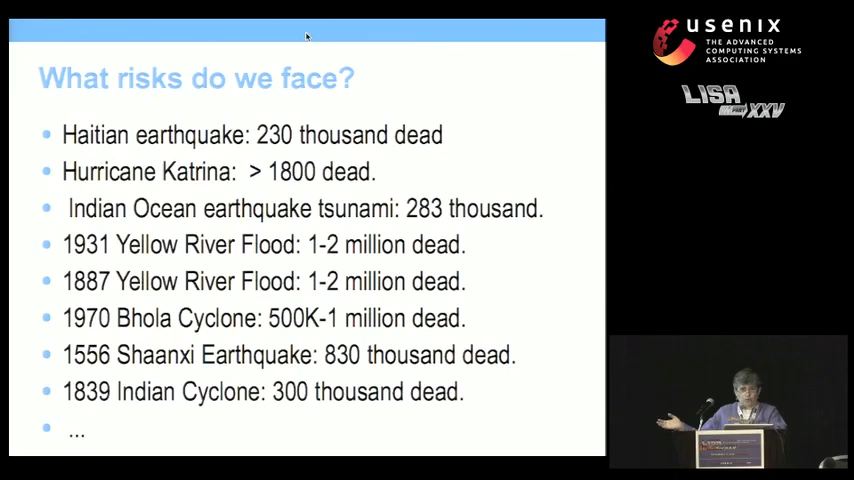 What risks do we face?
Haitian earthquake: 230 thousand dead
Hurricane Katrina: > 1800 dead.
Indian Ocean earthquake tsunami: 283 thousand.
1931 Yellow River Flood: 1-2 million dead.
1887 Yellow River Flood: 1-2 million dead.
1970 Bhola Cyclone: 500K-1 million dead.
1556 Shaanxi Earthquake: 830 thousand dead.
1839 Indian Cyclone: 300 thousand dead.
...
usenix
THE ADVANCED
COMPUTING SYSTEMS
ASSOCIATION
LISA
XXV
LISA